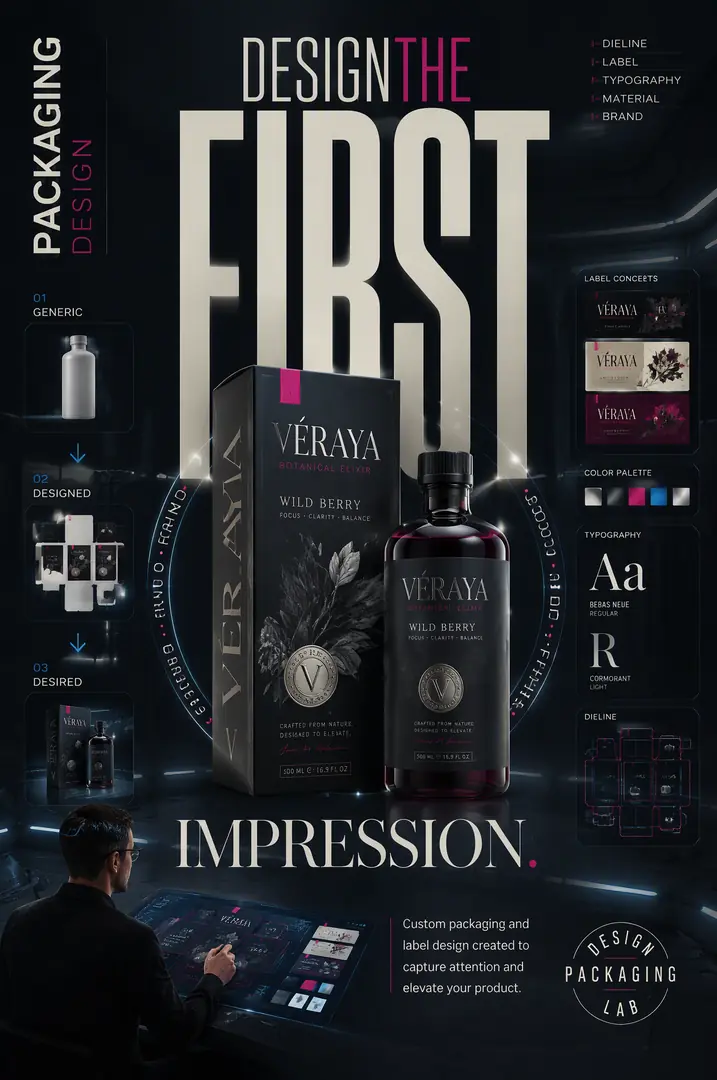 PACKAGING
DESIGN
DESIGN THE
FIRST
DIELINE
LABEL
TYPOGRAPHY
MATERIAL
BRAND
01
GENERIC
02
DESIGNED
03
DESIRED
VÉRAYA
BOTANICAL ELIXIR
WILD BERRY
FOCUS • CLARITY • BALANCE
V
CRAFTED FROM NATURE.
DESIGNED TO ELEVATE.
500 ML ℮ 16.9 FL OZ
VÉRAYA
BOTANICAL ELIXIR
WILD BERRY
FOCUS • CLARITY • BALANCE
V
CRAFTED FROM NATURE.
DESIGNED TO ELEVATE.
500 ML ℮ 16.9 FL OZ
LABEL CONCEPTS
VÉRAYA
VÉRAYA
VÉRAYA
COLOR PALETTE
TYPOGRAPHY
Aa
BEBAS NEUE
REGULAR
R
CORMORANT
LIGHT
DIELINE
IMPRESSION.
VÉRAYA
Custom packaging and
label design created to
capture attention and
elevate your product.
DESIGN
PACKAGING
LAB